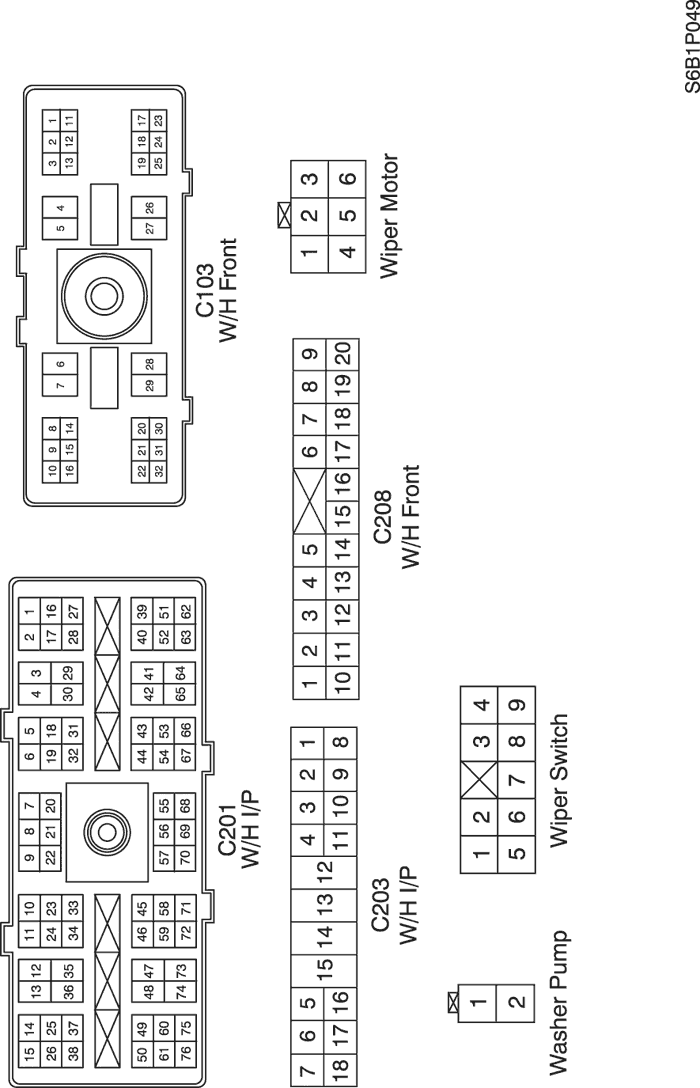 15 14 13 12 11 10 9 8 7 6 5 4 3 2 1
26 25 24 23 22 21 20 19 18 17 16
38 37 36 35 34 33 32 31 30 29 28 27
50 49 48 47 46 45 57 56 55 44 43 42 41 40 39
61 60 59 58 70 69 68 54 53 52 51
76 75 74 73 72 71 67 66 65 64 63 62
C201
W/H I/P
10 9 8 7 6 5 4 3 2 1
16 15 14 13 12 11
22 21 20 29 28 27 26 19 18 17
32 31 30 25 24 23
C103
W/H Front
7 6 5 15 14 13 12 4 3 2 1
18 17 16 11 10 9 8
C203
W/H I/P
1 2 3 4 5 6 7 8 9
10 11 12 13 14 15 16 17 18 19 20
C208
W/H Front
1 2 3
4 5 6
Wiper Motor
1
2
Washer Pump
1 2 3 4
5 6 7 8 9
Wiper Switch
S6B1P049